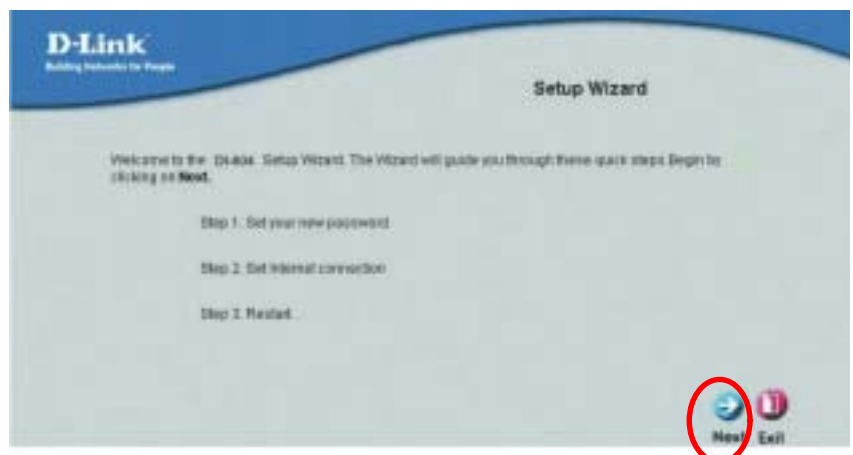 D-Link
Building Networks for People
Setup Wizard
Welcome to the Setup Wizard. The Wizard will guide you through these quick steps. Begin by
clicking on Next.
Step 1. Set your new password
Step 2. Set Internet connection
Step 3. Restart
Next Exit